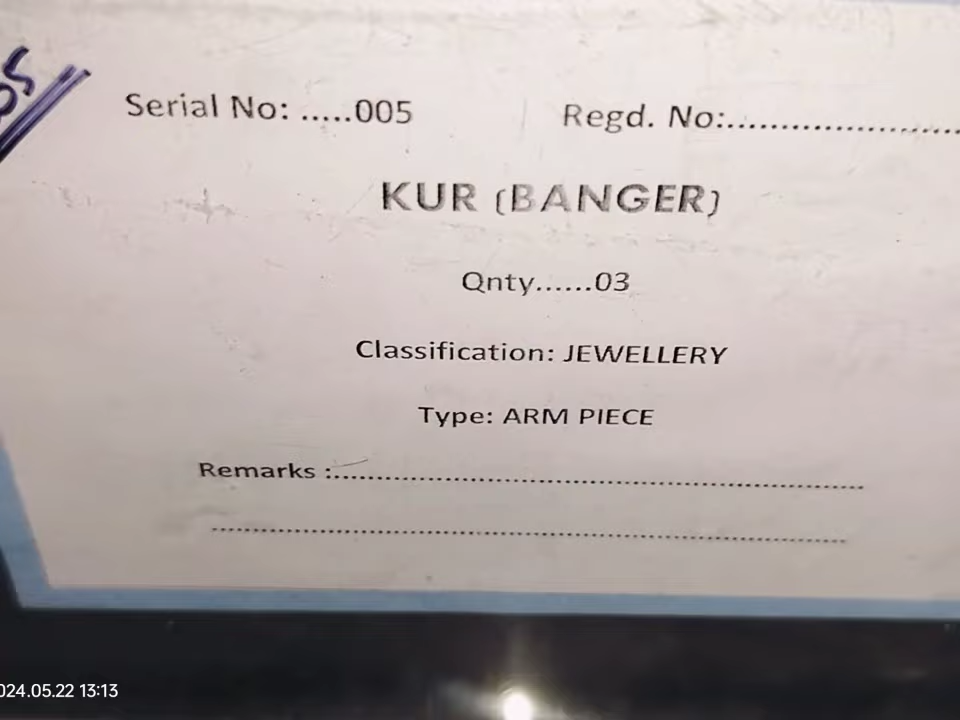 05
Serial No: .....005 Regd. No:..............................
KUR (BANGER)
Qnty......03
Classification: JEWELLERY
Type: ARM PIECE
Remarks :................................................................................
................................................................................................
024.05.22 13:13